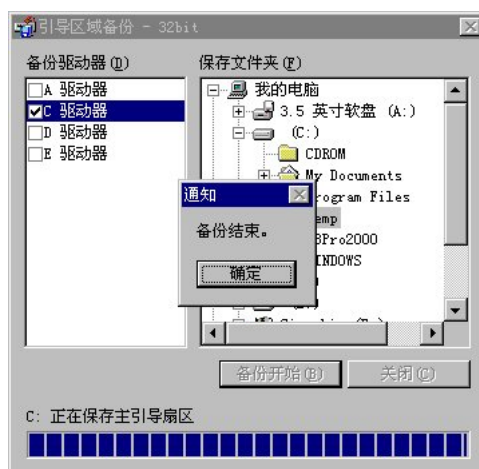 引导区域备份 - 32bit
备份驱动器(D)
保存文件夹(F)
A 驱动器
C 驱动器
D 驱动器
E 驱动器
我的电脑
3.5 英寸软盘 (A:)
(C:)
CDROM
My Documents
rogram Files
emp
3Pro2000
INDOWS
通知
备份结束。
确定
备份开始(B)
关闭(C)
C: 正在保存主引导扇区